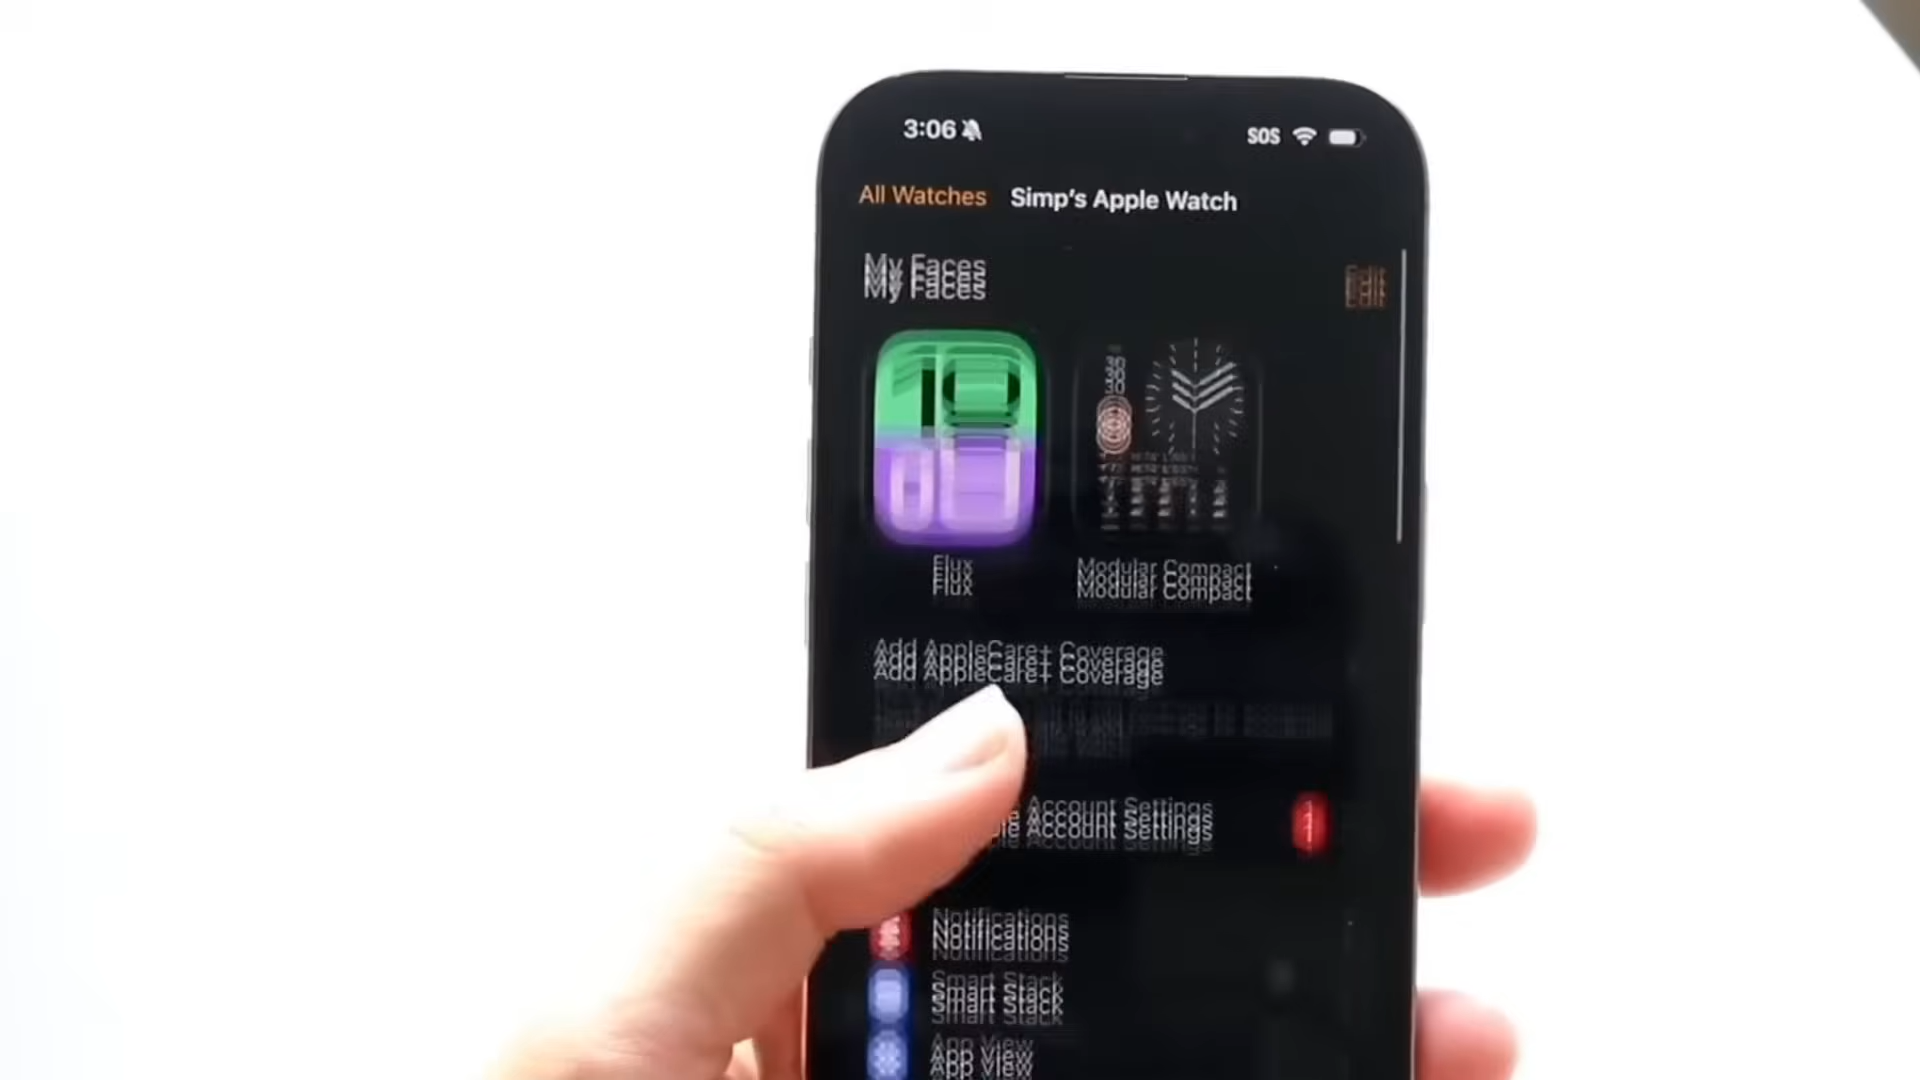 3:06
SOS
All Watches
Simp's Apple Watch
My Faces
Edit
Flux
Modular Compact
Add AppleCare+ Coverage
Account Settings
1
Notifications
Smart Stack
App View